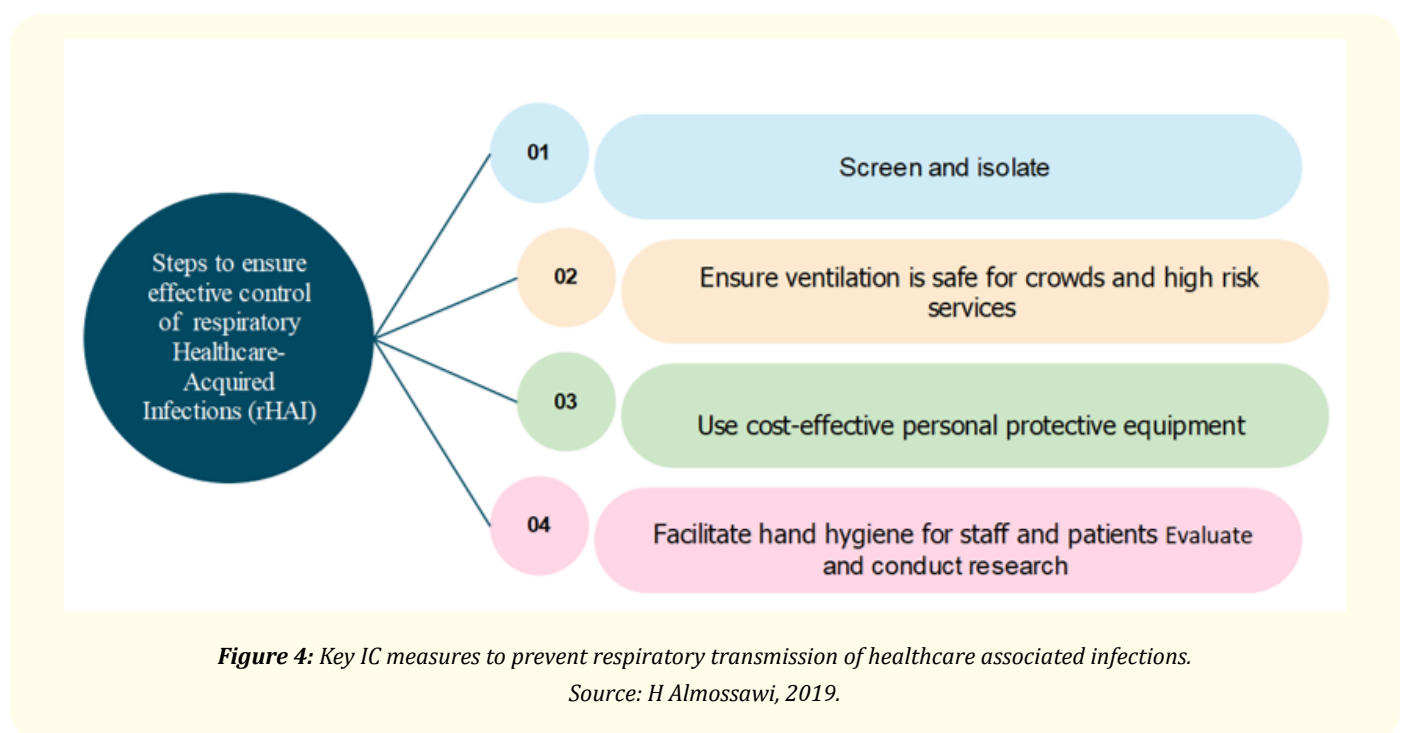 Steps to ensure
effective control
of respiratory
Healthcare-
Acquired
Infections (rHAI)
01
Screen and isolate
02
Ensure ventilation is safe for crowds and high risk
services
03
Use cost-effective personal protective equipment
04
Facilitate hand hygiene for staff and patients Evaluate
and conduct research
Figure 4: Key IC measures to prevent respiratory transmission of healthcare associated infections.
Source: H Almossawi, 2019.